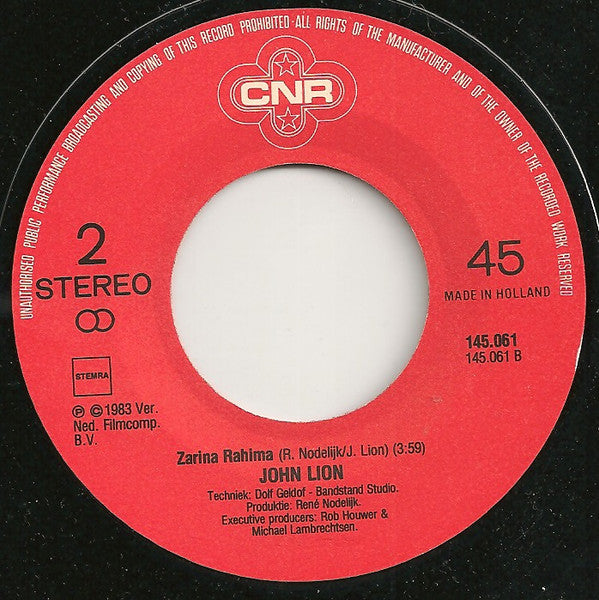 UNAUTHORISED PUBLIC PERFORMANCE BROADCASTING AND COPYING OF THIS RECORD PROHIBITED·ALL RIGHTS OF THE MANUFACTURER AND OF THE OWNER OF THE RECORDED WORK RESERVED
CNR
2
STEREO
45
MADE IN HOLLAND
145.061
145.061 B
STEMRA
℗ ©1983 Ver.
Ned. Filmcomp.
B.V.
Zarina Rahima (R. Nodelijk/J. Lion) (3:59)
JOHN LION
Techniek: Dolf Geldof - Bandstand Studio.
Produktie: René Nodelijk.
Executive producers: Rob Houwer &
Michael Lambrechtsen.